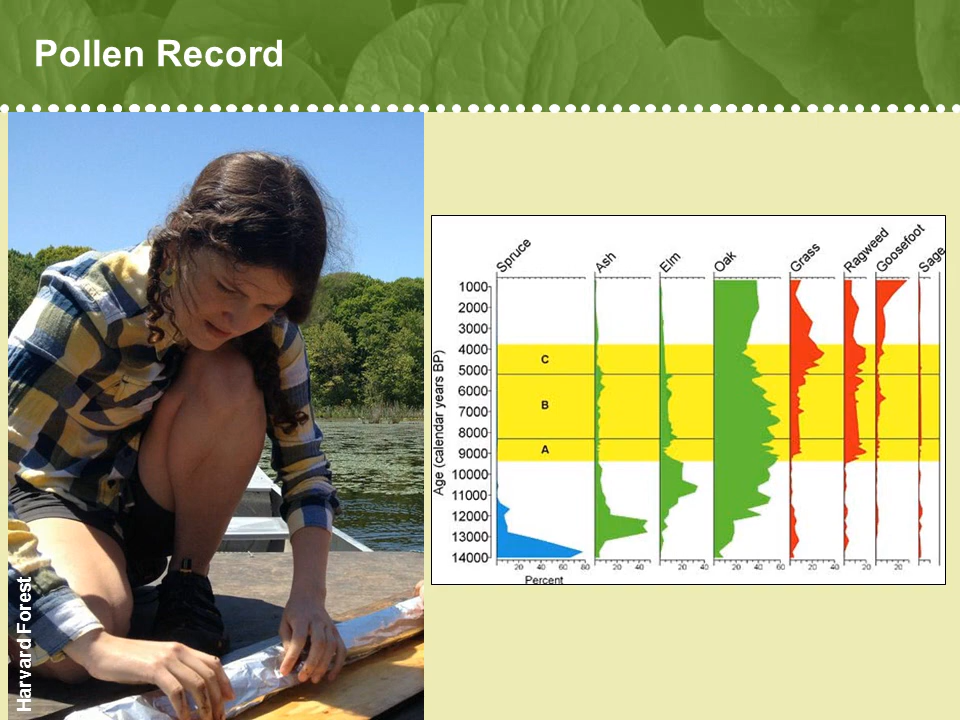 Pollen Record
Harvard Forest
Spruce Ash Elm Oak Grass Ragweed Goosefoot Sage
Age (calendar years BP)
1000
2000
3000
4000
5000
6000
7000
8000
9000
10000
11000
12000
13000
14000
C
B
A
20 40 60 80 20 40 20 40 20 40 60 20 40 20 20
Percent